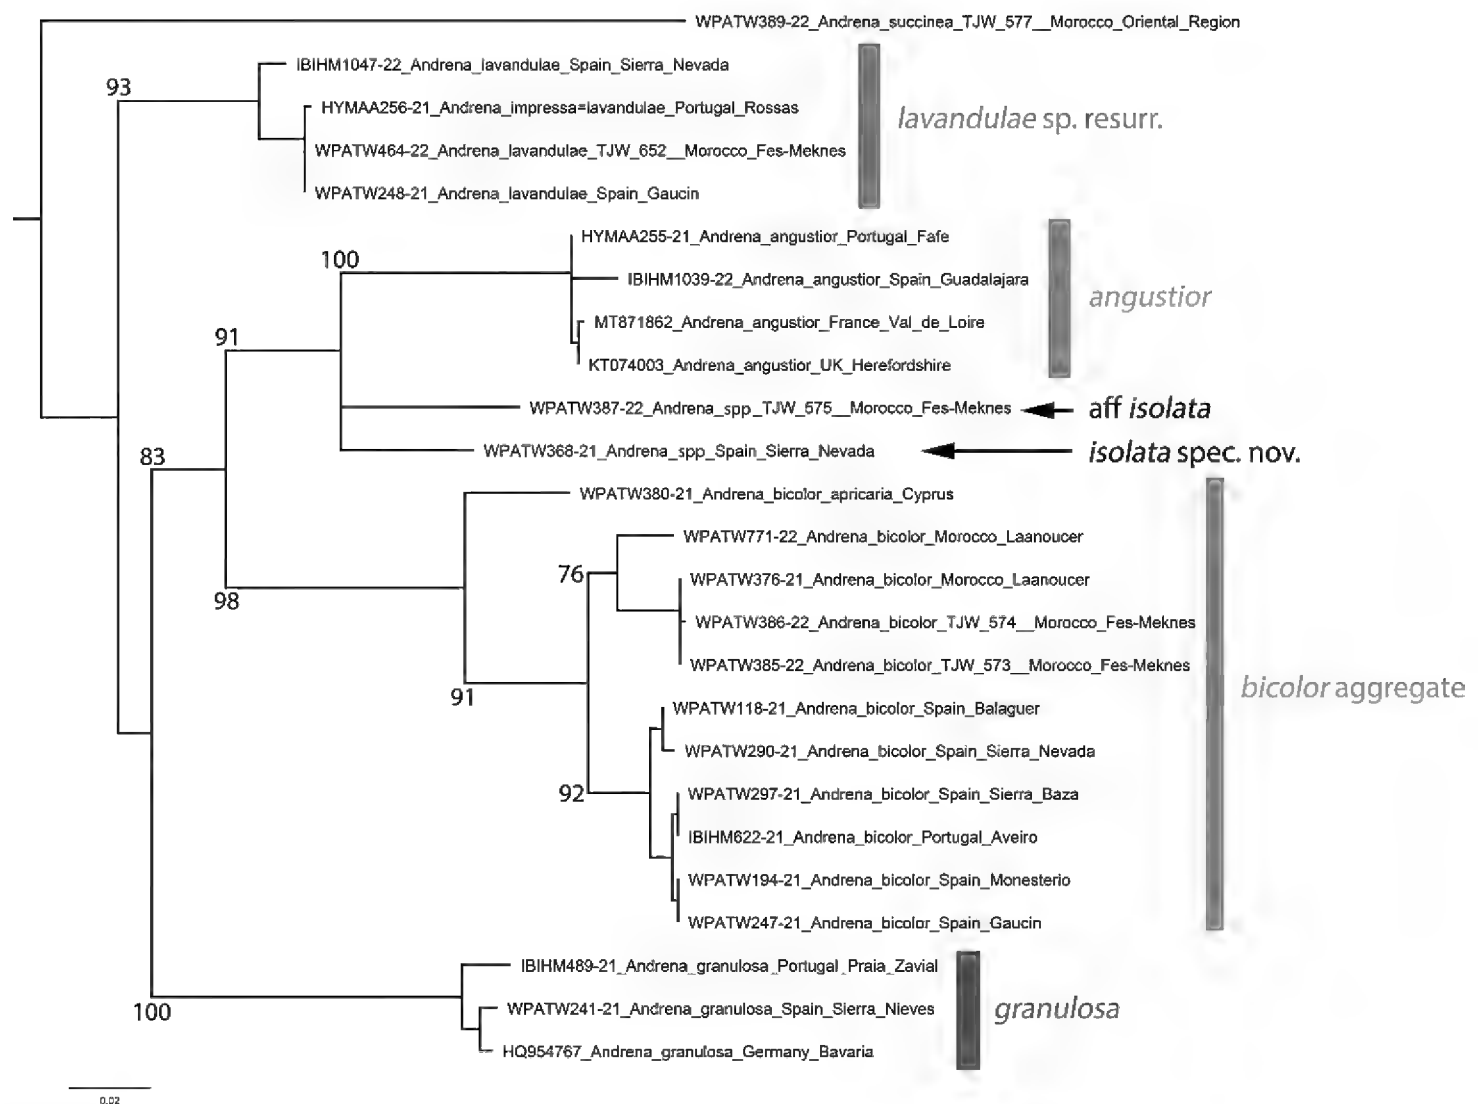 WPATW389-22_Andrena_succinea_TJW_577__Morocco_Oriental_Region
IBIHM1047-22_Andrena_lavandulae_Spain_Sierra_Nevada
93
HYMAA256-21_Andrena_impressa=lavandulae_Portugal_Rossas
lavandulae sp. resurr.
WPATW464-22_Andrena_lavandulae_TJW_652__Morocco_Fes-Meknes
WPATW248-21_Andrena_lavandulae_Spain_Gaucin
HYMAA255-21_Andrena_angustior_Portugal_Fafe
100
IBIHM1039-22_Andrena_angustior_Spain_Guadalajara
angustior
MT871862_Andrena_angustior_France_Val_de_Loire
91
KT074003_Andrena_angustior_UK_Herefordshire
WPATW387-22_Andrena_spp_TJW_575__Morocco_Fes-Meknes
aff isolata
WPATW368-21_Andrena_spp_Spain_Sierra_Nevada
isolata spec. nov.
83
WPATW380-21_Andrena_bicolor_apricaria_Cyprus
WPATW771-22_Andrena_bicolor_Morocco_Laanoucer
76
WPATW376-21_Andrena_bicolor_Morocco_Laanoucer
98
WPATW386-22_Andrena_bicolor_TJW_574__Morocco_Fes-Meknes
WPATW385-22_Andrena_bicolor_TJW_573__Morocco_Fes-Meknes
bicolor aggregate
91
WPATW118-21_Andrena_bicolor_Spain_Balaguer
WPATW290-21_Andrena_bicolor_Spain_Sierra_Nevada
92
WPATW297-21_Andrena_bicolor_Spain_Sierra_Baza
IBIHM622-21_Andrena_bicolor_Portugal_Aveiro
WPATW194-21_Andrena_bicolor_Spain_Monesterio
WPATW247-21_Andrena_bicolor_Spain_Gaucin
IBIHM489-21_Andrena_granulosa_Portugal_Praia_Zavial
100
WPATW241-21_Andrena_granulosa_Spain_Sierra_Nieves
granulosa
HQ954767_Andrena_granulosa_Germany_Bavaria
0.02